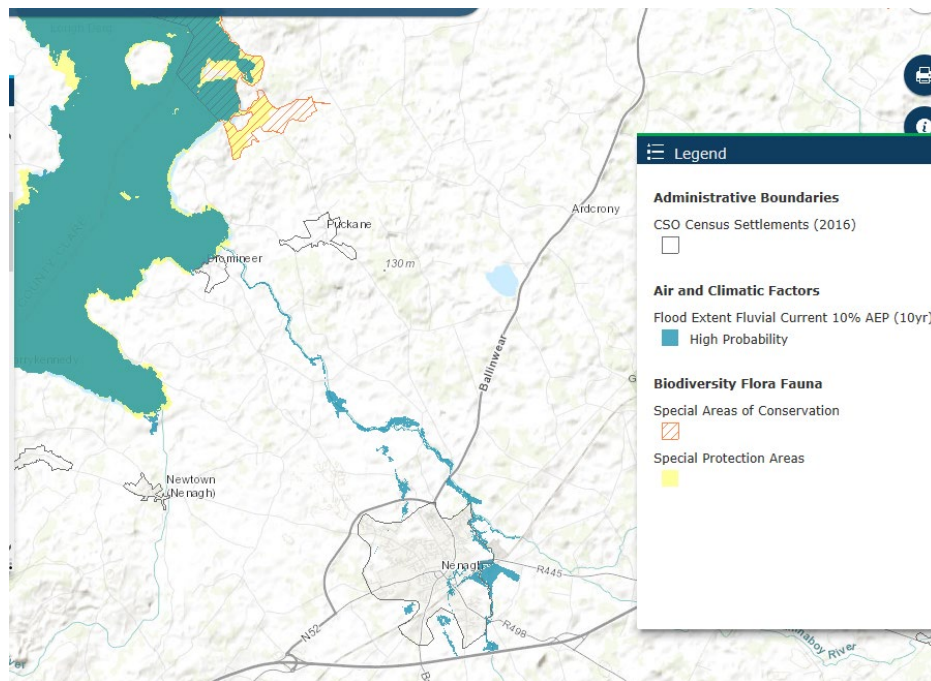 Puckane
Ardcrony
130 m
Ballinwear
Newtown
(Nenagh)
Nenagh
R445
N52
R498
Legend
Administrative Boundaries
CSO Census Settlements (2016)
Air and Climatic Factors
Flood Extent Fluvial Current 10% AEP (10yr)
High Probability
Biodiversity Flora Fauna
Special Areas of Conservation
Special Protection Areas
River